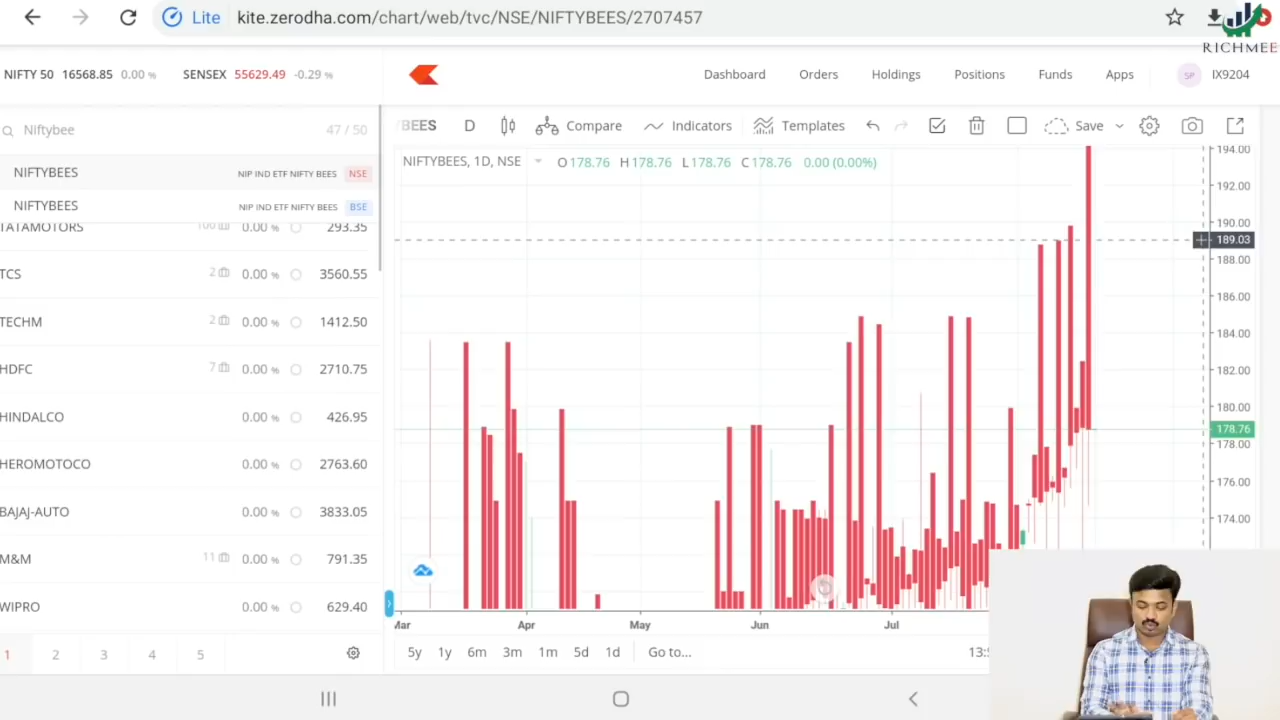 Lite kite.zerodha.com/chart/web/tvc/NSE/NIFTYBEES/2707457
RICHMEE
NIFTY 50 16568.85 0.00 % SENSEX 55629.49 -0.29 %
Dashboard Orders Holdings Positions Funds Apps SP IX9204
Niftybee 47 / 50
BEES D Compare Indicators Templates Save
NIFTYBEES NIP IND ETF NIFTY BEES NSE
NIFTYBEES NIP IND ETF NIFTY BEES BSE
NIFTYBEES, 1D, NSE O178.76 H178.76 L178.76 C178.76 0.00 (0.00%)
TATAMOTORS 100 0.00 % 293.35
TCS 2 0.00 % 3560.55
TECHM 2 0.00 % 1412.50
HDFC 7 0.00 % 2710.75
HINDALCO 0.00 % 426.95
HEROMOTOCO 0.00 % 2763.60
BAJAJ-AUTO 0.00 % 3833.05
M&M 11 0.00 % 791.35
WIPRO 0.00 % 629.40
1 2 3 4 5
194.00
192.00
190.00
189.03
188.00
186.00
184.00
182.00
180.00
178.76
178.00
176.00
174.00
Mar Apr May Jun Jul
5y 1y 6m 3m 1m 5d 1d Go to... 13:5